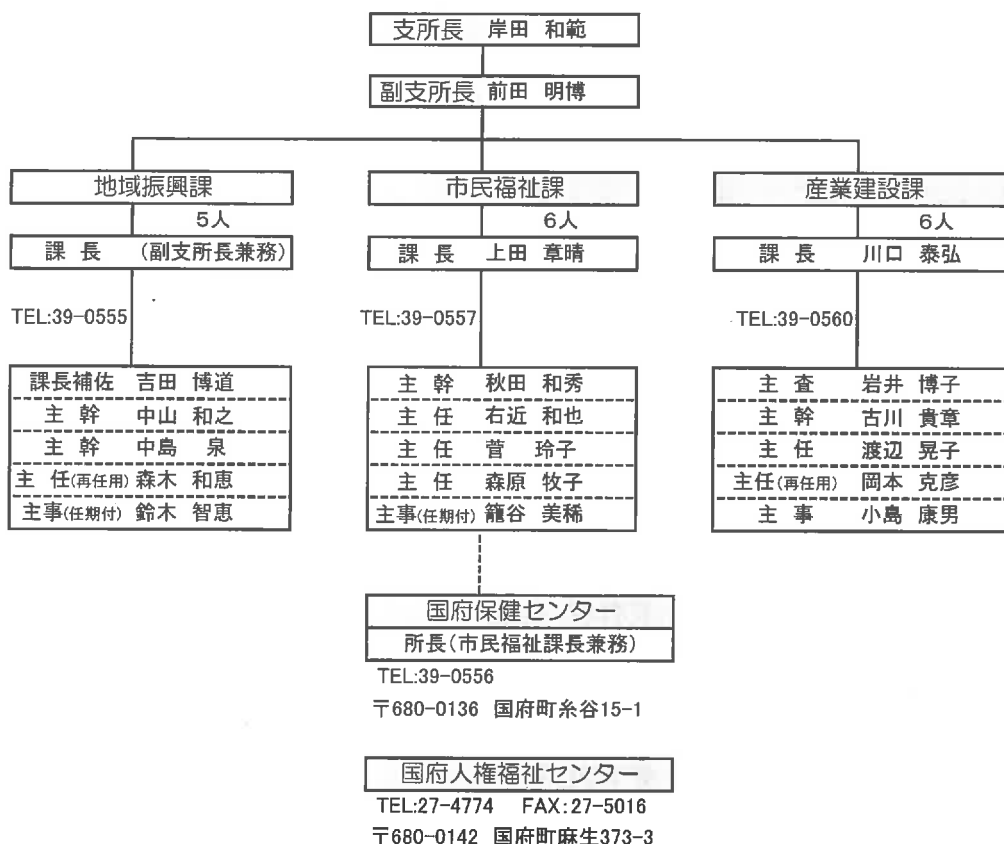 支所長 岸田 和範
副支所長 前田 明博
地域振興課
5人
課 長 (副支所長兼務)
TEL:39-0555
課長補佐 吉田 博道
主 幹 中山 和之
主 幹 中島 泉
主 任(再任用) 森木 和恵
主事(任期付) 鈴木 智恵
市民福祉課
6人
課 長 上田 章晴
TEL:39-0557
主 幹 秋田 和秀
主 任 右近 和也
主 任 菅 玲子
主 任 森原 牧子
主事(任期付) 籠谷 美稀
産業建設課
6人
課 長 川口 泰弘
TEL:39-0560
主 査 岩井 博子
主 幹 古川 貴章
主 任 渡辺 晃子
主任(再任用) 岡本 克彦
主 事 小島 康男
国府保健センター
所長(市民福祉課長兼務)
TEL:39-0556
〒680-0136 国府町糸谷15-1
国府人権福祉センター
TEL:27-4774 FAX:27-5016
〒680-0142 国府町麻生373-3